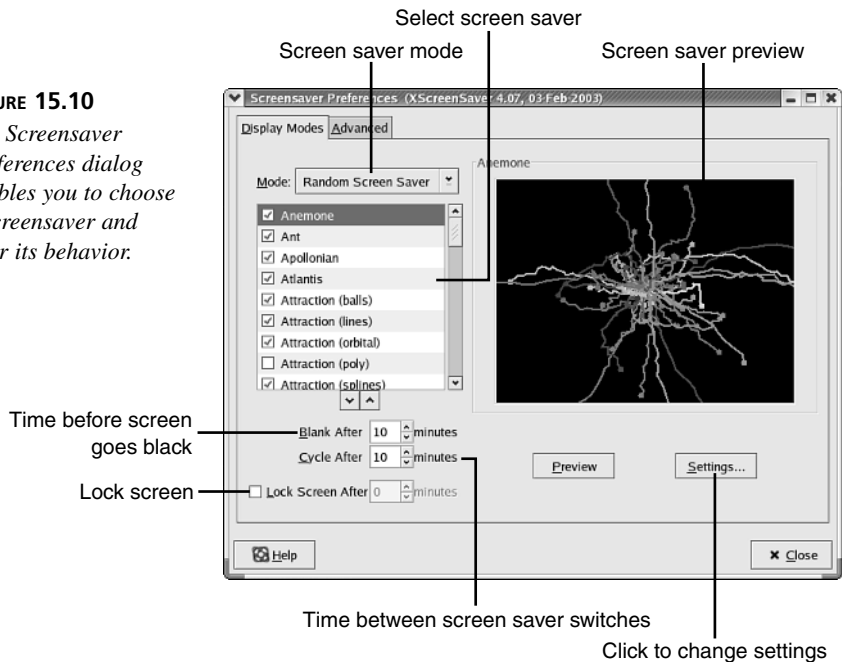 Select screen saver
Screen saver mode
Screen saver preview
URE 15.10
Screensaver
ferences dialog
bles you to choose
creensaver and
r its behavior.
Screensaver Preferences (XScreenSaver 4.07, 03-Feb-2003)
Display Modes
Advanced
Mode: Random Screen Saver
Anemone
Anemone
Ant
Apollonian
Atlantis
Attraction (balls)
Attraction (lines)
Attraction (orbital)
Attraction (poly)
Attraction (splines)
Time before screen
goes black
Blank After 10 minutes
Cycle After 10 minutes
Lock screen
Lock Screen After 0 minutes
Preview
Settings...
Help
Close
Time between screen saver switches
Click to change settings